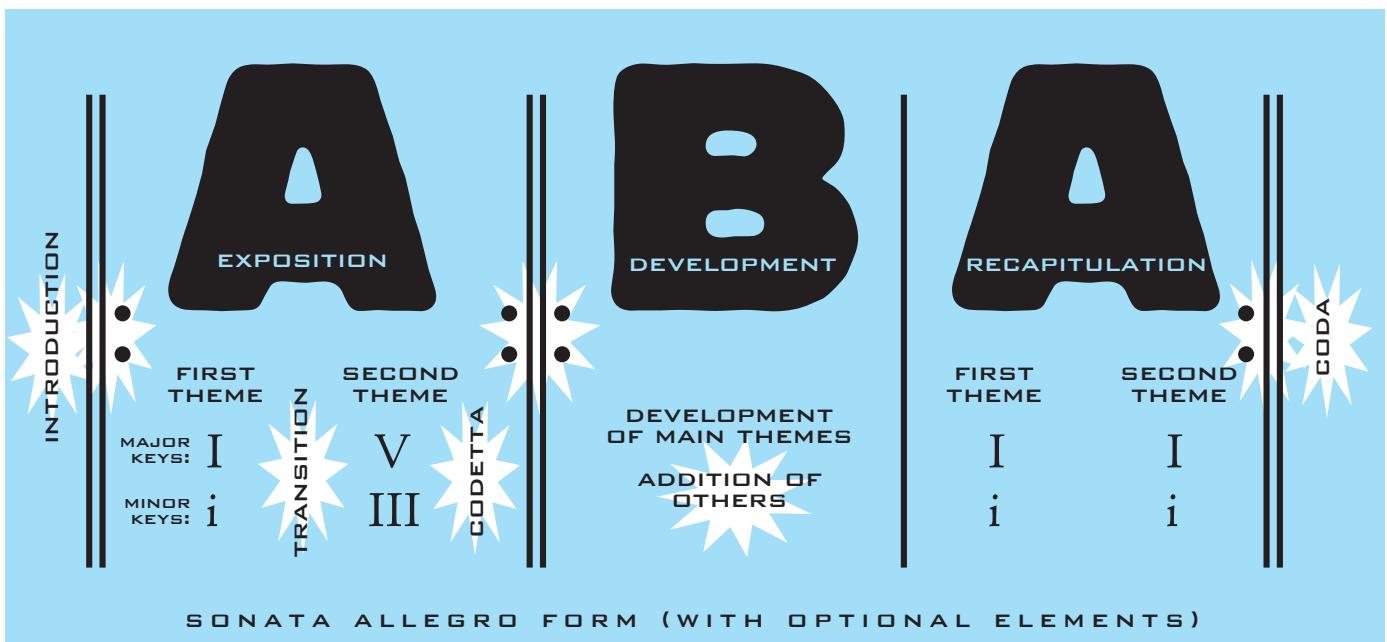 INTRODUCTION
A
EXPOSITION
FIRST
THEME
SECOND
THEME
MAJOR
KEYS: I
V
MINOR
KEYS: i
III
TRANSITION
CODETTA
B
DEVELOPMENT
DEVELOPMENT
OF MAIN THEMES
ADDITION OF
OTHERS
A
RECAPITULATION
FIRST
THEME
SECOND
THEME
I
I
i
i
CODA
SONATA ALLEGRO FORM (WITH OPTIONAL ELEMENTS)